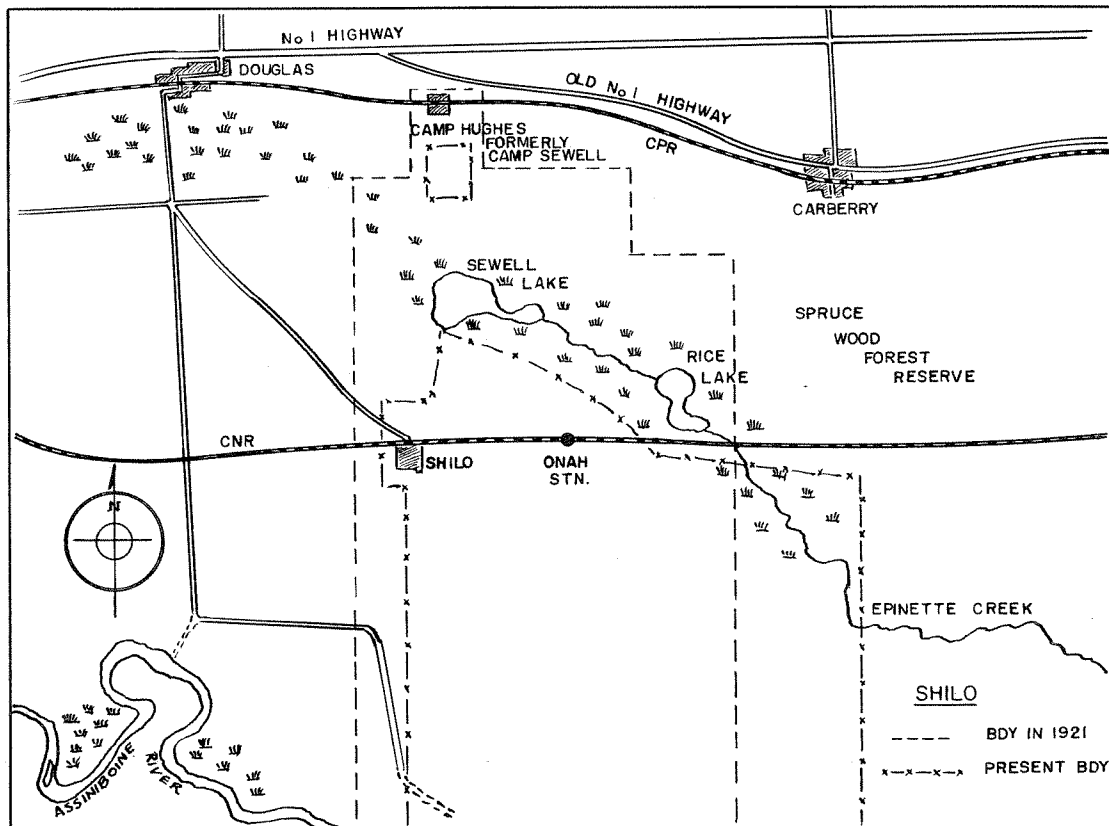 No 1 HIGHWAY
DOUGLAS
OLD No 1 HIGHWAY
CAMP HUGHES
FORMERLY
CAMP SEWELL
CPR
CARBERRY
SEWELL
LAKE
SPRUCE
WOOD
FOREST
RESERVE
RICE
LAKE
CNR
SHILO
ONAH
STN.
N
EPINETTE CREEK
ASSINIBOINE
RIVER
SHILO
BDY IN 1921
PRESENT BDY